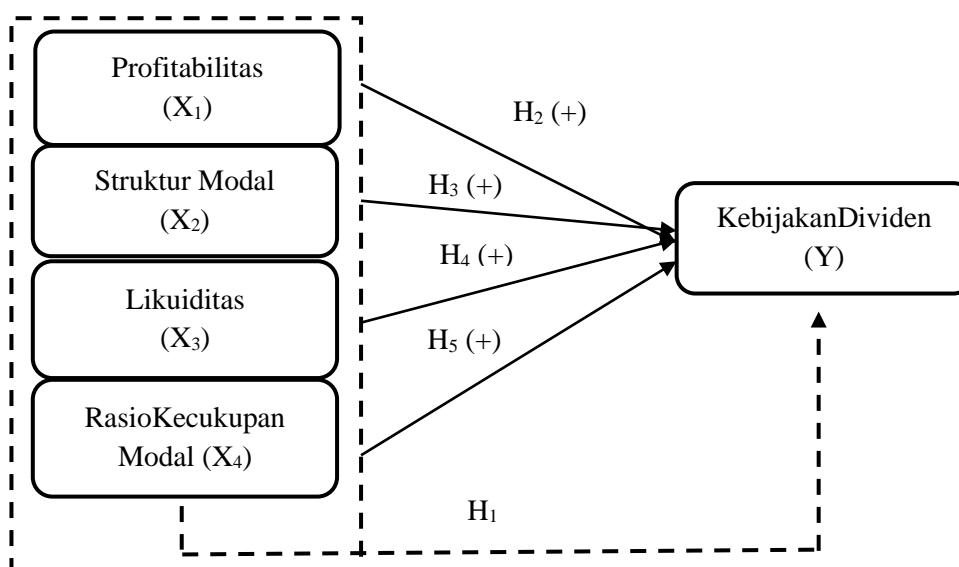 Profitabilitas
(X₁)
H₂ (+)
Struktur Modal
(X₂)
H₃ (+)
KebijakanDividen
(Y)
H₄ (+)
Likuiditas
(X₃)
H₅ (+)
RasioKecukupan
Modal (X₄)
H₁